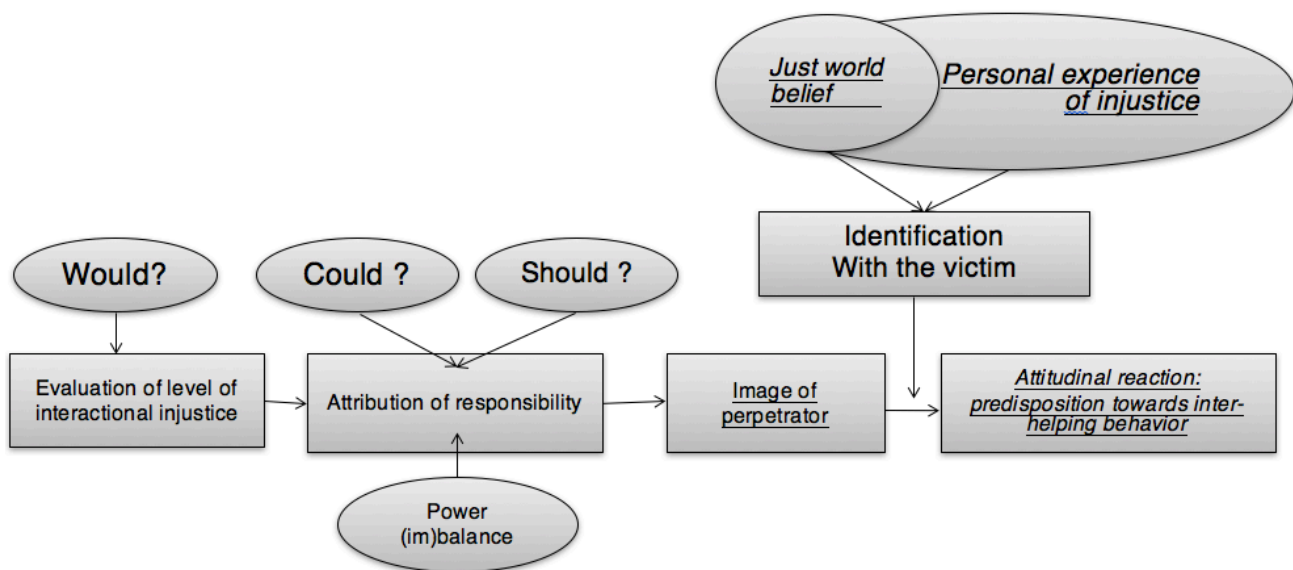 Just world
belief
Personal experience
of injustice
Identification
With the victim
Would?
Could ?
Should ?
Evaluation of level of
interactional injustice
Attribution of responsibility
Image of
perpetrator
Attitudinal reaction:
predisposition towards inter-
helping behavior
Power
(im)balance